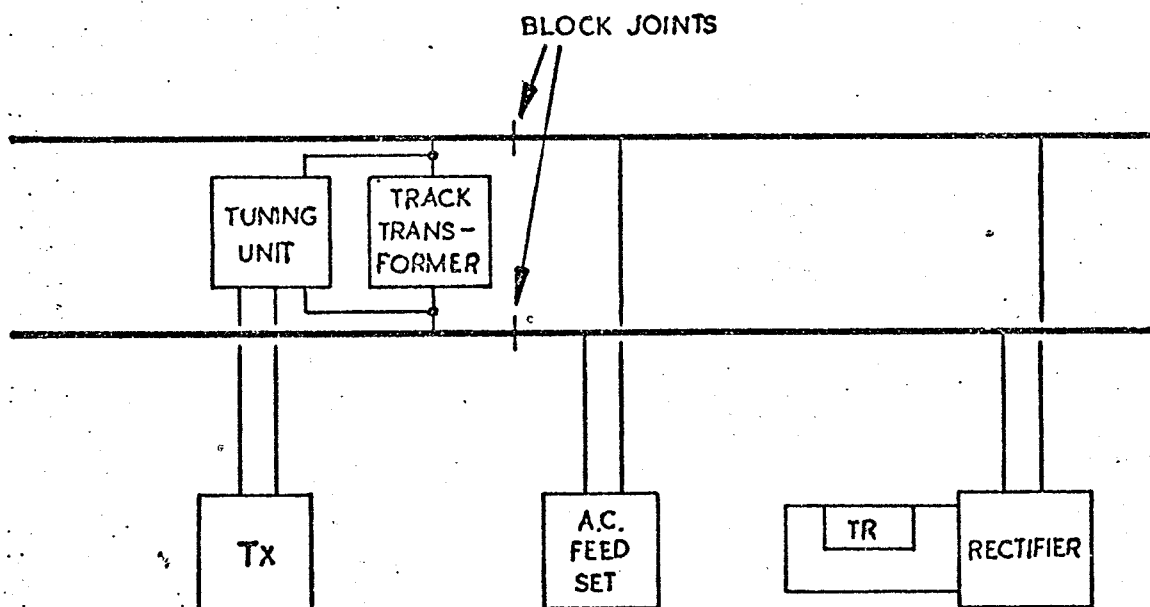 BLOCK JOINTS
TUNING
UNIT
TRACK
TRANS-
FORMER
TX
A.C.
FEED
SET
TR
RECTIFIER